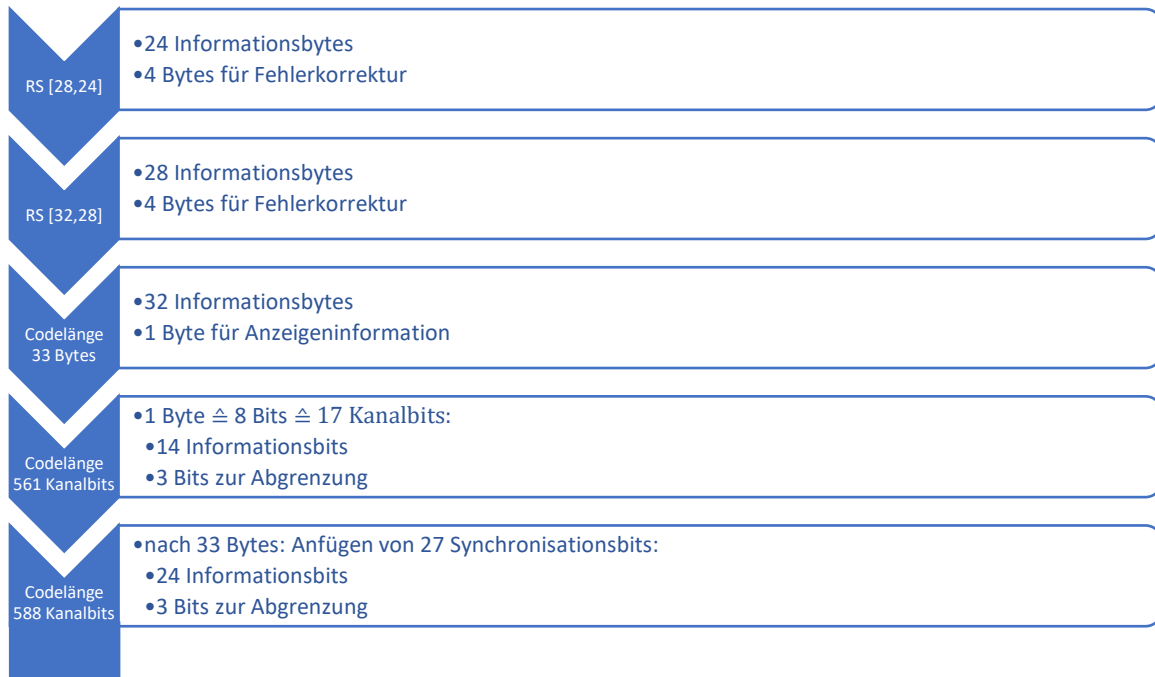 RS [28,24]
•24 Informationsbytes
•4 Bytes für Fehlerkorrektur
RS [32,28]
•28 Informationsbytes
•4 Bytes für Fehlerkorrektur
Codelänge
33 Bytes
•32 Informationsbytes
•1 Byte für Anzeigeninformation
Codelänge
561 Kanalbits
•1 Byte ≙ 8 Bits ≙ 17 Kanalbits:
•14 Informationsbits
•3 Bits zur Abgrenzung
Codelänge
588 Kanalbits
•nach 33 Bytes: Anfügen von 27 Synchronisationsbits:
•24 Informationsbits
•3 Bits zur Abgrenzung